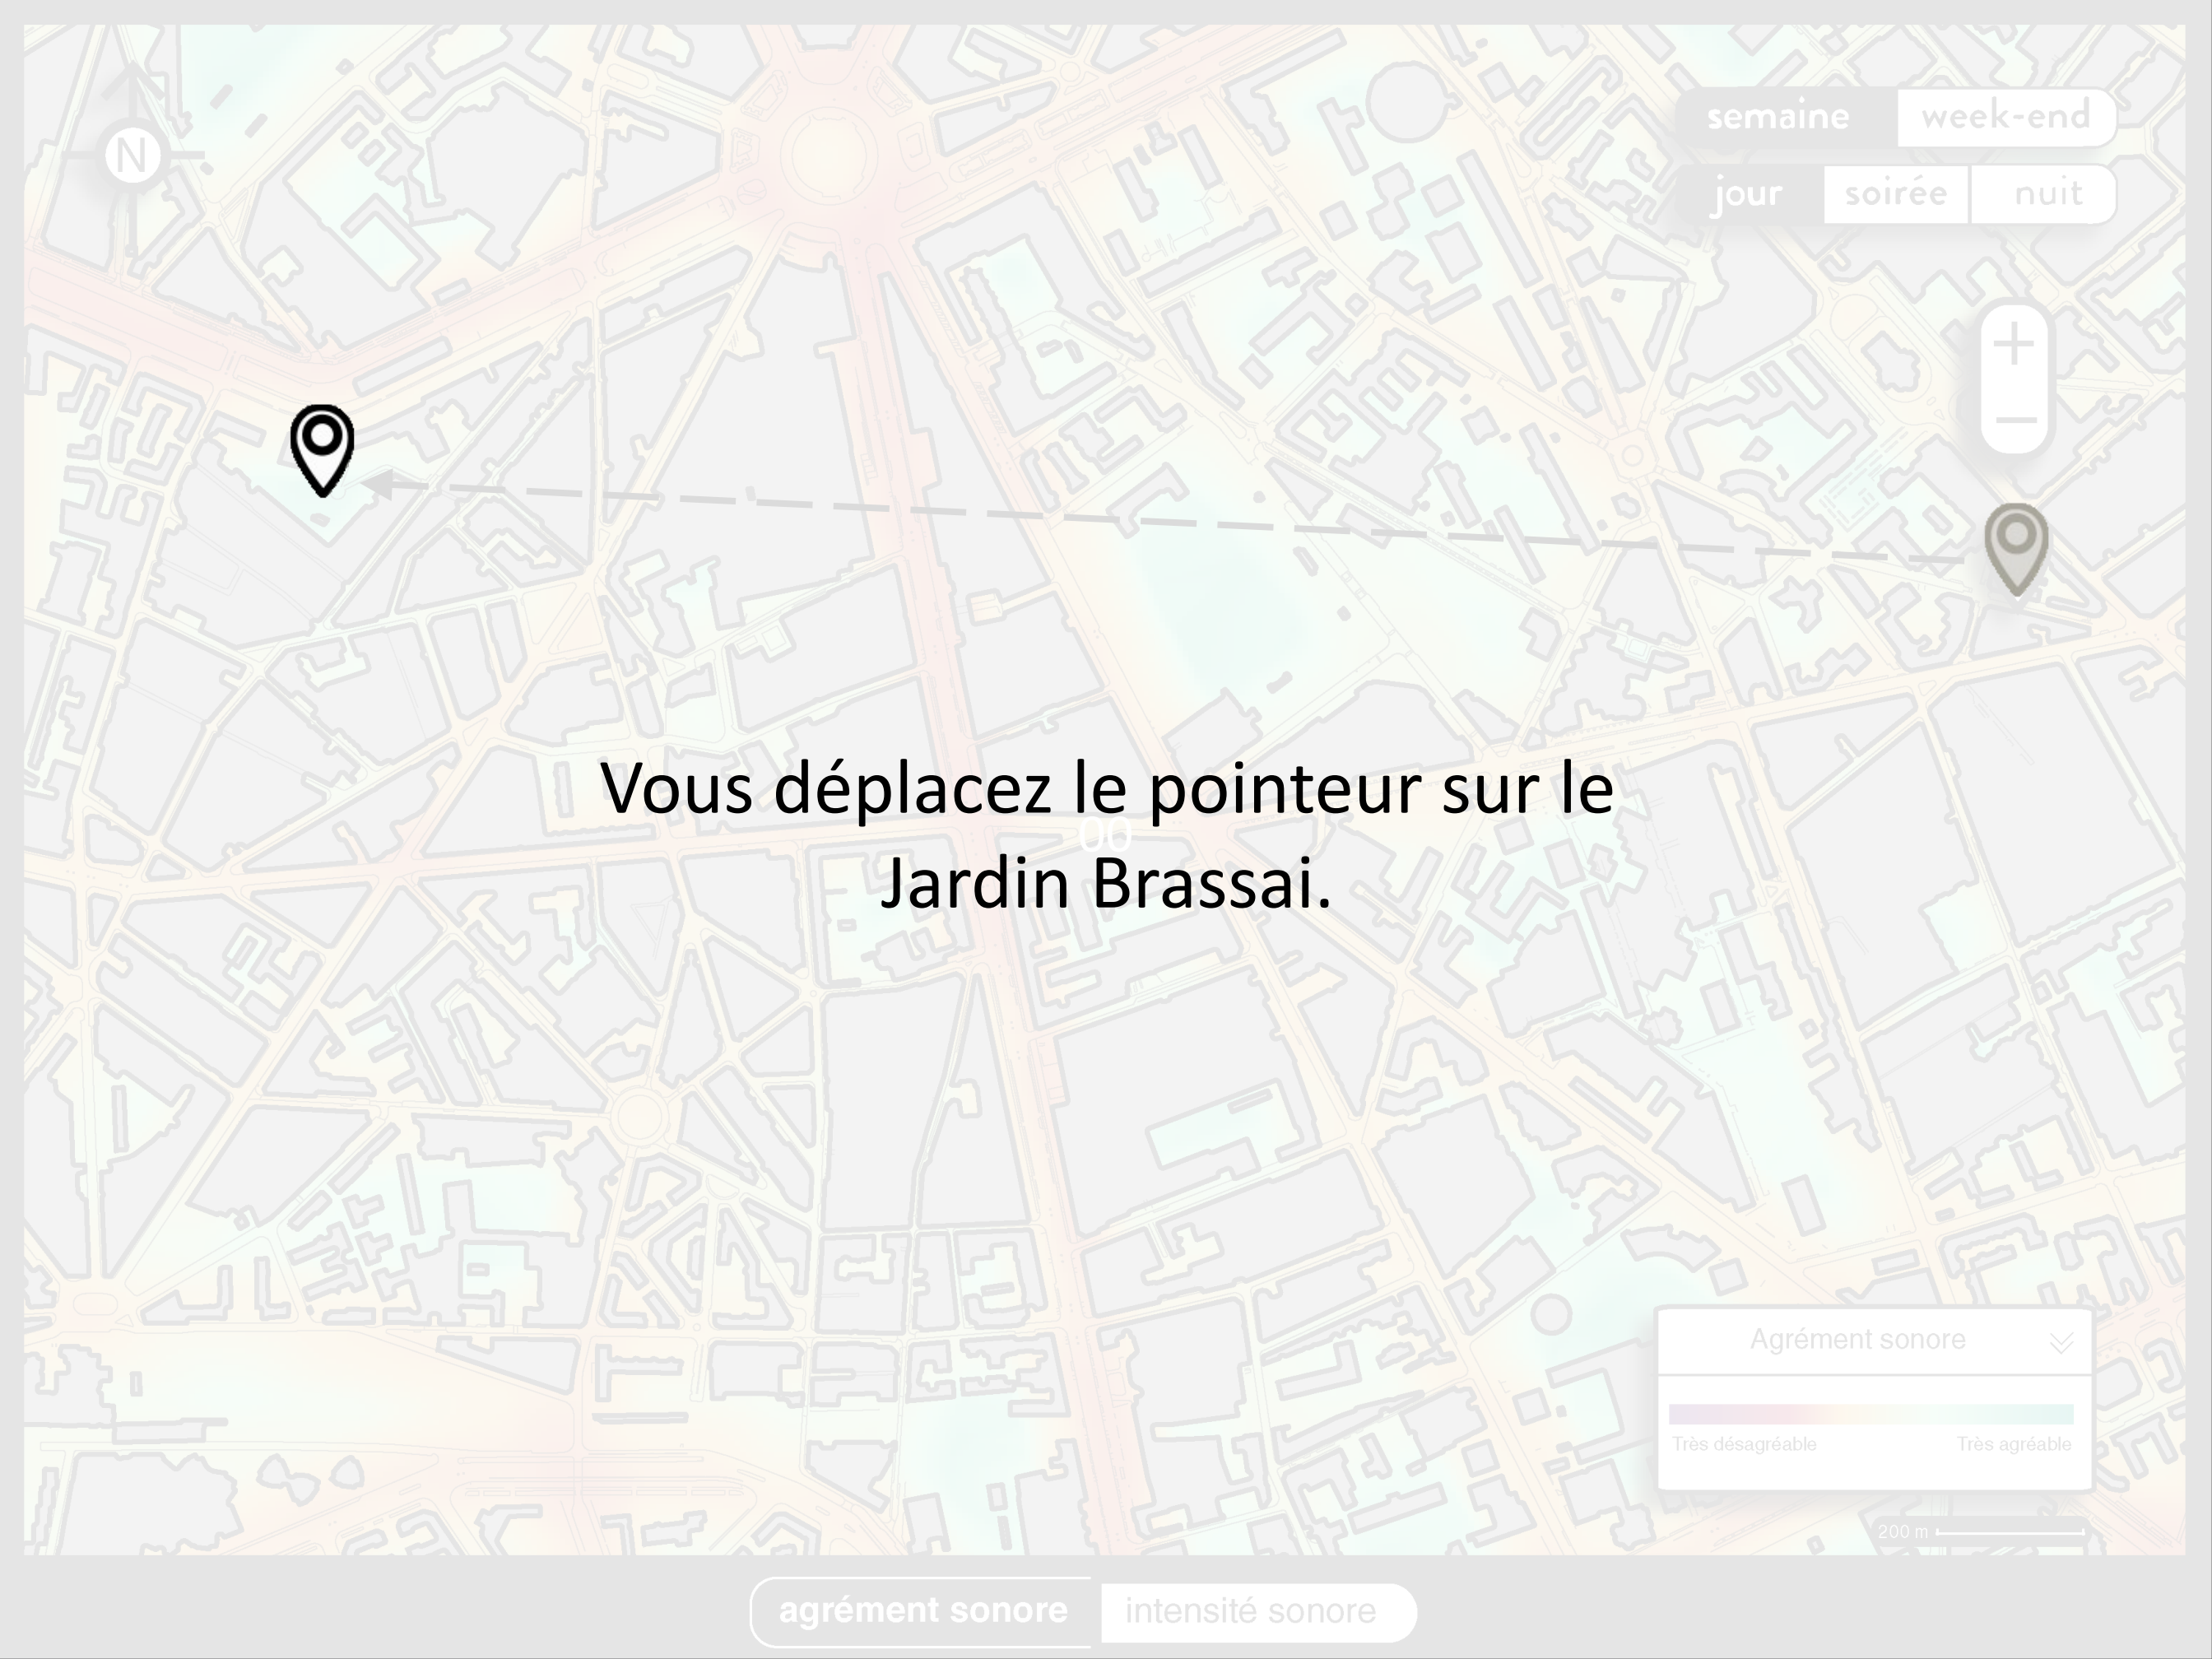 N
semaine week-end
jour soirée nuit
+
−
Vous déplacez le pointeur sur le
00
Jardin Brassai.
Agrément sonore
Très désagréable Très agréable
200 m
agrément sonore intensité sonore